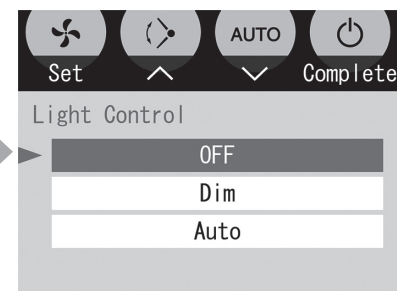 AUTO
Set Complete
Light Control
OFF
Dim
Auto